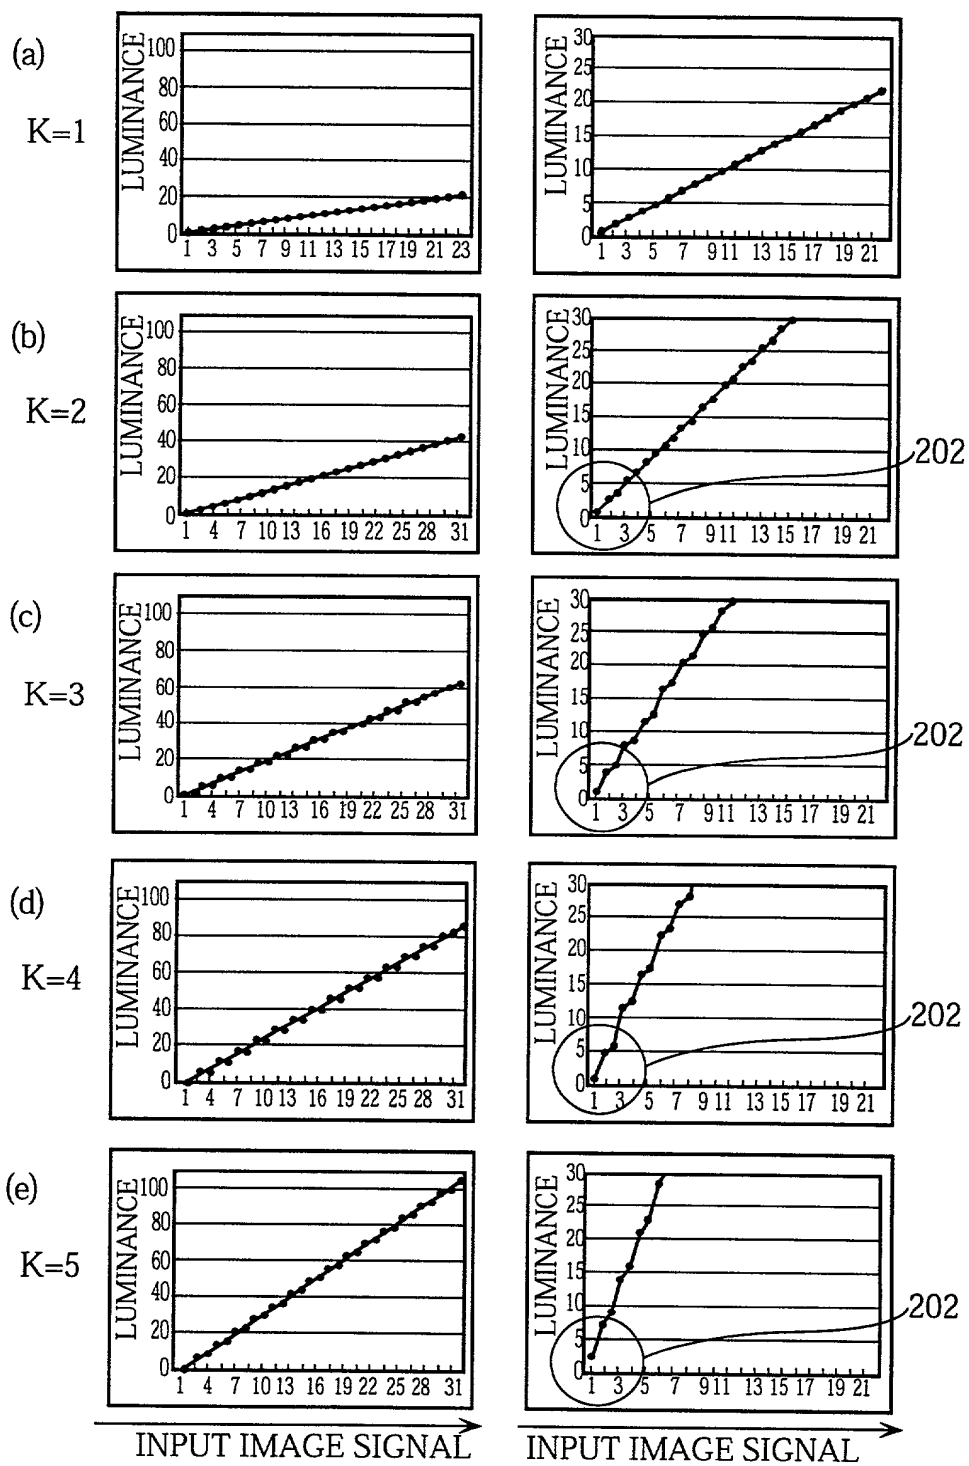 (a)
K=1
LUMINANCE
100
80
60
40
20
0
1 3 5 7 9 11 13 15 17 19 21 23
LUMINANCE
30
25
20
15
10
5
0
1 3 5 7 9 11 13 15 17 19 21
(b)
K=2
LUMINANCE
100
80
60
40
20
0
1 4 7 10 13 16 19 22 25 28 31
LUMINANCE
30
25
20
15
10
5
0
1 3 5 7 9 11 13 15 17 19 21
202
(c)
K=3
LUMINANCE
100
80
60
40
20
0
1 4 7 10 13 16 19 22 25 28 31
LUMINANCE
30
25
20
15
10
5
0
1 3 5 7 9 11 13 15 17 19 21
202
(d)
K=4
LUMINANCE
100
80
60
40
20
0
1 4 7 10 13 16 19 22 25 28 31
LUMINANCE
30
25
20
15
10
5
0
1 3 5 7 9 11 13 15 17 19 21
202
(e)
K=5
LUMINANCE
100
80
60
40
20
0
1 4 7 10 13 16 19 22 25 28 31
LUMINANCE
30
25
20
15
10
5
0
1 3 5 7 9 11 13 15 17 19 21
202
INPUT IMAGE SIGNAL
INPUT IMAGE SIGNAL